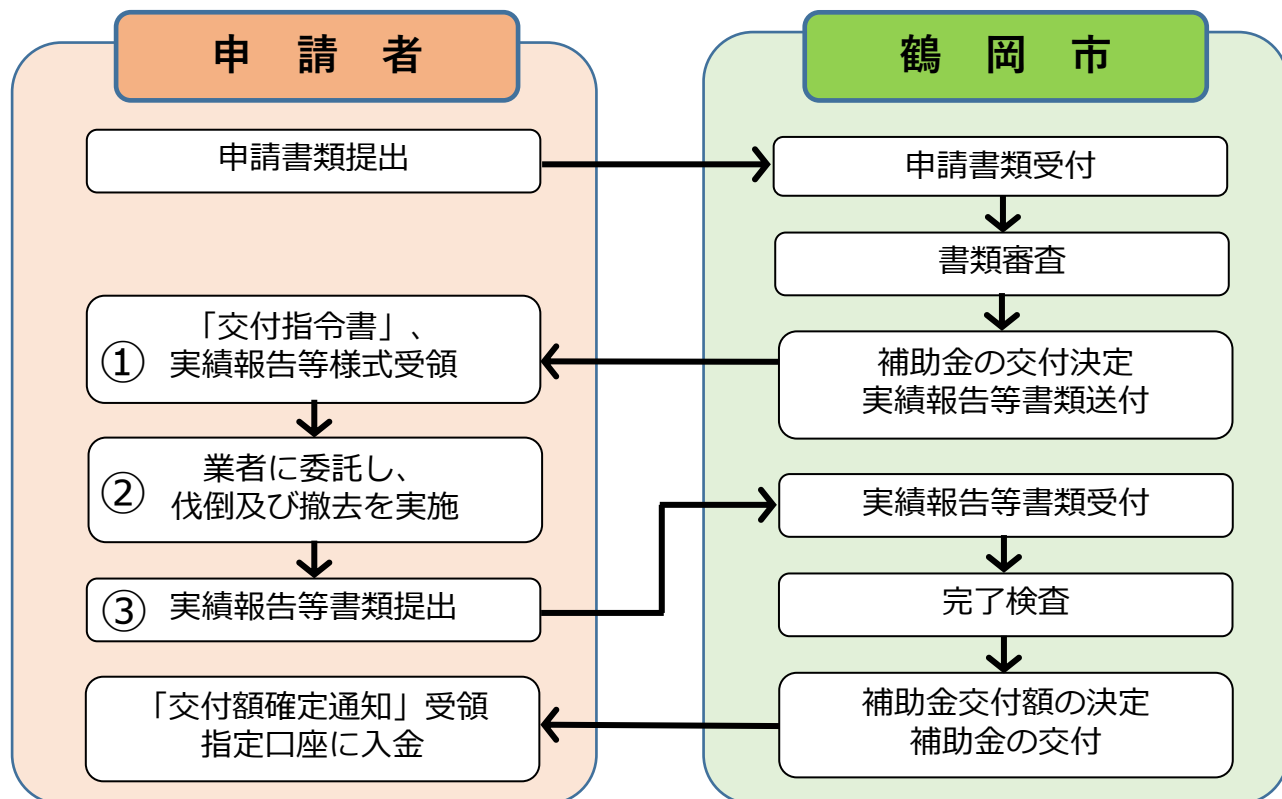 申 請 者
鶴 岡 市
申請書類提出
申請書類受付
書類審査
「交付指令書」、
① 実績報告等様式受領
補助金の交付決定
実績報告等書類送付
業者に委託し、
② 伐倒及び撤去を実施
③ 実績報告等書類提出
実績報告等書類受付
完了検査
補助金交付額の決定
補助金の交付
「交付額確定通知」受領
指定口座に入金